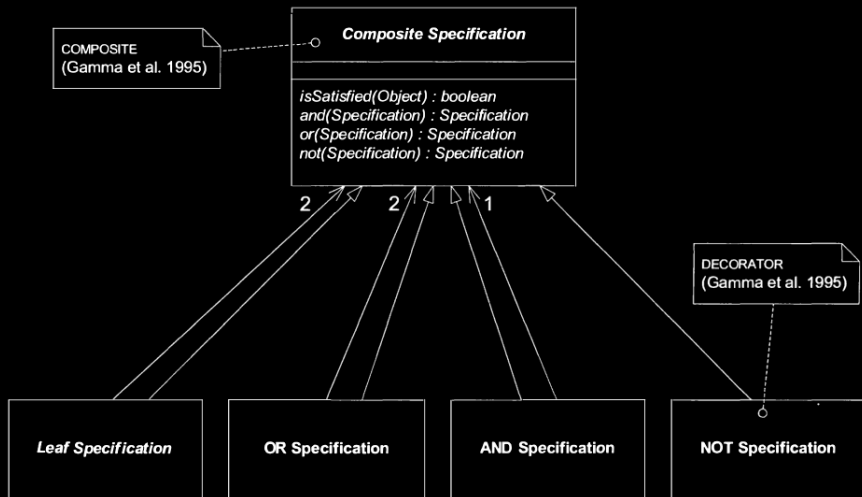 COMPOSITE
(Gamma et al. 1995)
Composite Specification
isSatisfied(Object) : boolean
and(Specification) : Specification
or(Specification) : Specification
not(Specification) : Specification
2
2
1
DECORATOR
(Gamma et al. 1995)
Leaf Specification
OR Specification
AND Specification
NOT Specification